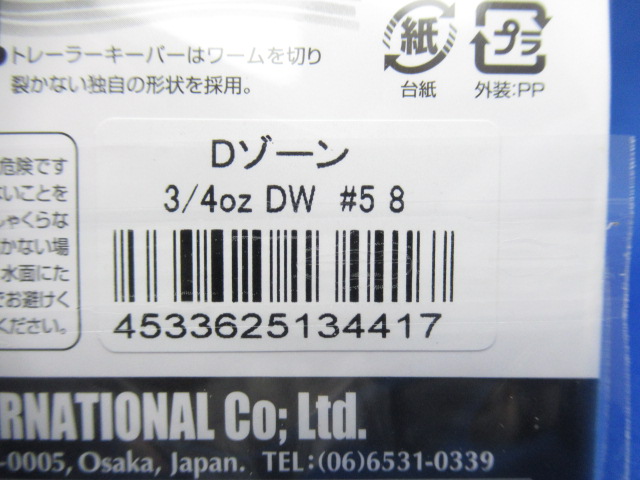 ●トレーラーキーパーはワームを切り
裂かない独自の形状を採用。
紙
台紙
プラ
外装:PP
危険です
ないことを
しゃくらな
かない場
水面にた
でお避けく
ください。
Dゾーン
3/4oz DW #5 8
4533625134417
RNATIONAL Co; Ltd.
-0005, Osaka, Japan. TEL:(06)6531-0339